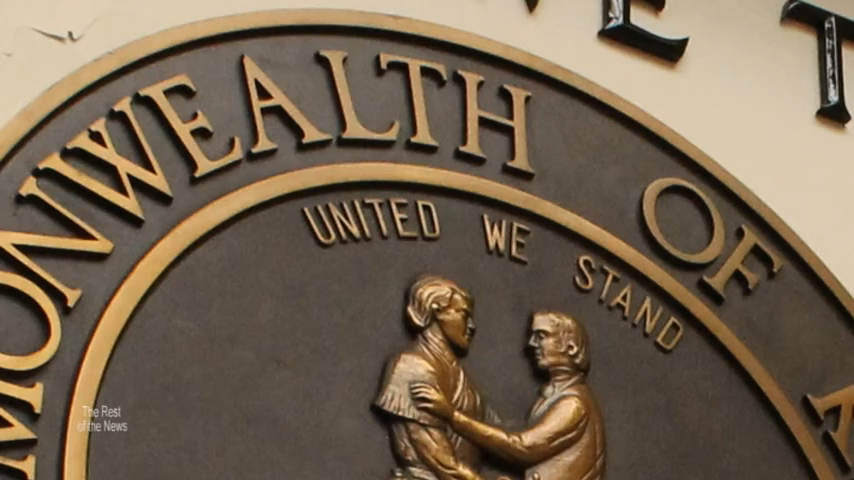 MONWEALTH OF
UNITED WE STAND
The Rest
of the News